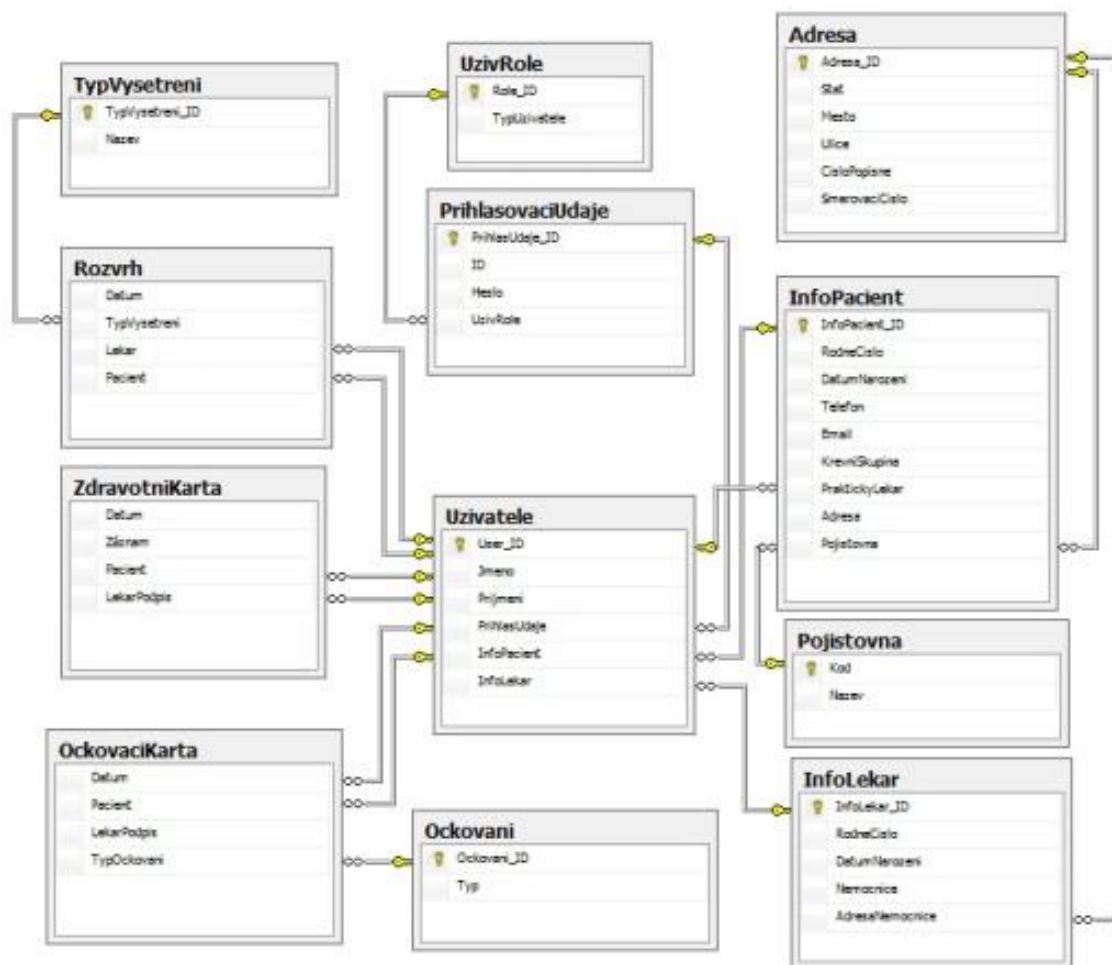 TypVysetreni
TypVysetreni_ID
Nazev
UzivRole
Role_ID
TypUzivatele
Adresa
Adresa_ID
Stat
Mesto
Ulice
CisloPopisne
SmerovaciCislo
PrihlasovaciUdaje
PrihlasUdaje_ID
ID
Heslo
UzivRole
Rozvrh
Datum
TypVysetreni
Lekar
Pacient
InfoPacient
InfoPacient_ID
RodneCislo
DatumNarozeni
Telefon
Email
KrevniSkupina
PraktickyLekar
Adresa
Pojistovna
ZdravotniKarta
Datum
Záznam
Pacient
LekarPodpis
Uzivatele
User_ID
Jmeno
Prijmeni
PrihlasUdaje
InfoPacient
InfoLekar
Pojistovna
Kod
Nazev
OckovaciKarta
Datum
Pacient
LekarPodpis
TypOckovani
Ockovani
Ockovani_ID
Typ
InfoLekar
InfoLekar_ID
RodneCislo
DatumNarozeni
Nemocnice
AdresaNemocnice